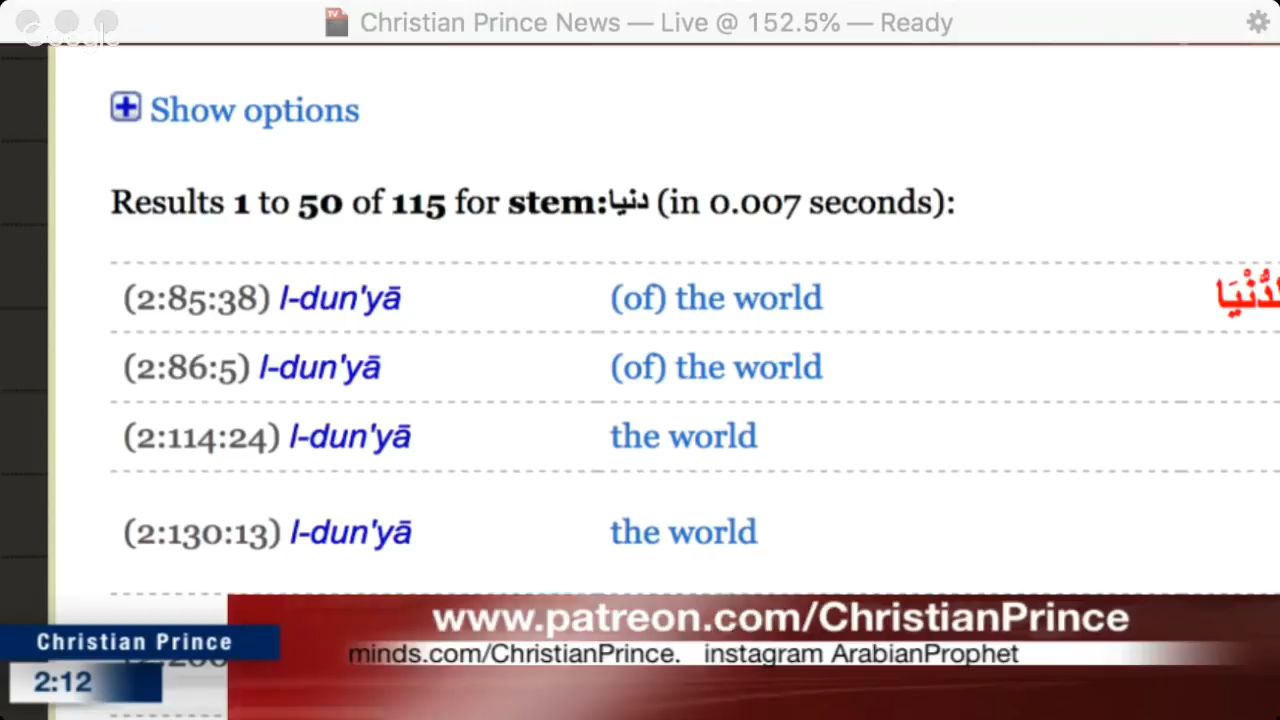 Christian Prince News — Live @ 152.5% — Ready
Google
Show options
Results 1 to 50 of 115 for stem:دنيا (in 0.007 seconds):
(2:85:38) l-dun'yā (of) the world
(2:86:5) l-dun'yā (of) the world
(2:114:24) l-dun'yā the world
(2:130:13) l-dun'yā the world
www.patreon.com/ChristianPrince
Christian Prince
minds.com/ChristianPrince. instagram ArabianProphet
2:12